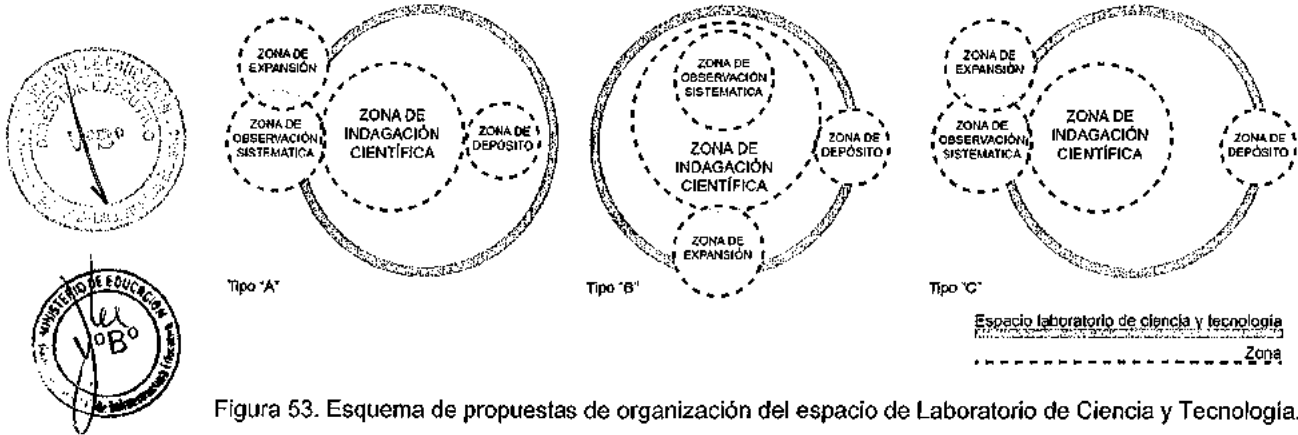 ZONA DE
EXPANSIÓN
ZONA DE
OBSERVACIÓN
SISTEMATICA
ZONA DE
INDAGACIÓN
CIENTÍFICA
ZONA DE
DEPÓSITO
Tipo "A"
ZONA DE
OBSERVACIÓN
SISTEMATICA
ZONA DE
INDAGACIÓN
CIENTÍFICA
ZONA DE
DEPÓSITO
ZONA DE
EXPANSIÓN
Tipo "B"
ZONA DE
EXPANSIÓN
ZONA DE
OBSERVACIÓN
SISTEMATICA
ZONA DE
INDAGACIÓN
CIENTÍFICA
ZONA DE
DEPÓSITO
Tipo "C"
Espacio laboratorio de ciencia y tecnología
Zona
V°B°
MINISTERIO DE EDUCACIÓN
V°B°
Figura 53. Esquema de propuestas de organización del espacio de Laboratorio de Ciencia y Tecnología.